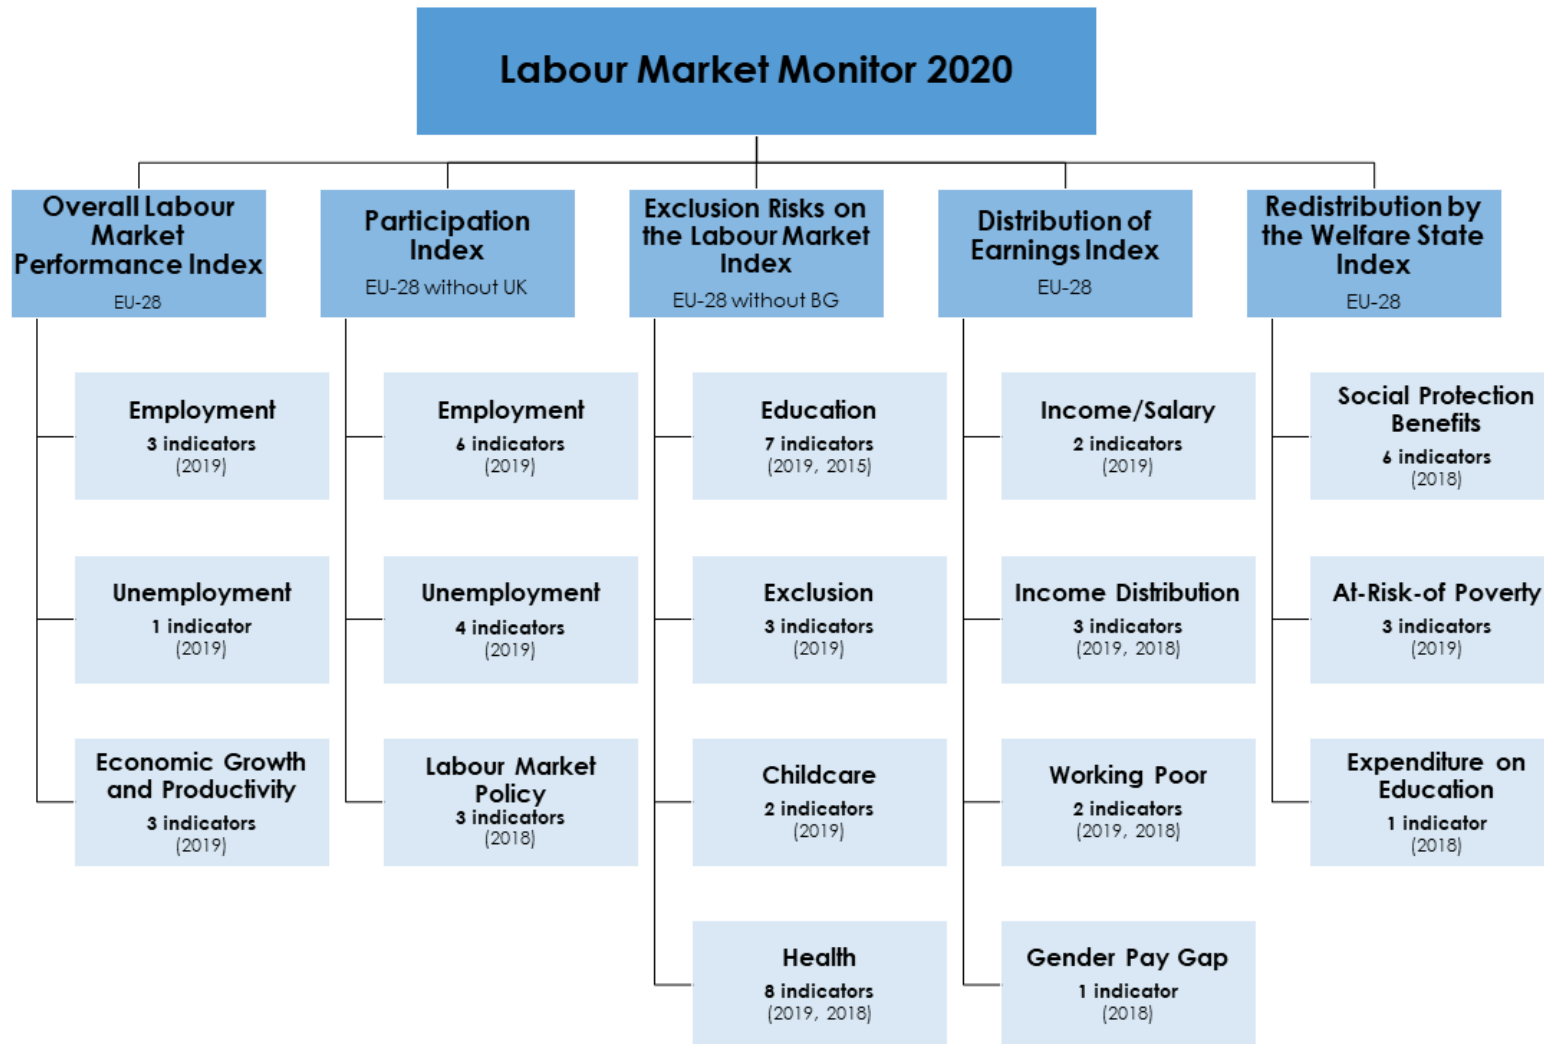 Labour Market Monitor 2020
Overall Labour
Market
Performance Index
EU-28
Participation
Index
EU-28 without UK
Exclusion Risks on
the Labour Market
Index
EU-28 without BG
Distribution of
Earnings Index
EU-28
Redistribution by
the Welfare State
Index
EU-28
Employment
3 indicators
(2019)
Employment
6 indicators
(2019)
Education
7 indicators
(2019, 2015)
Income/Salary
2 indicators
(2019)
Social Protection
Benefits
6 indicators
(2018)
Unemployment
1 indicator
(2019)
Unemployment
4 indicators
(2019)
Exclusion
3 indicators
(2019)
Income Distribution
3 indicators
(2019, 2018)
At-Risk-of Poverty
3 indicators
(2019)
Economic Growth
and Productivity
3 indicators
(2019)
Labour Market
Policy
3 indicators
(2018)
Childcare
2 indicators
(2019)
Working Poor
2 indicators
(2019, 2018)
Expenditure on
Education
1 indicator
(2018)
Health
8 indicators
(2019, 2018)
Gender Pay Gap
1 indicator
(2018)